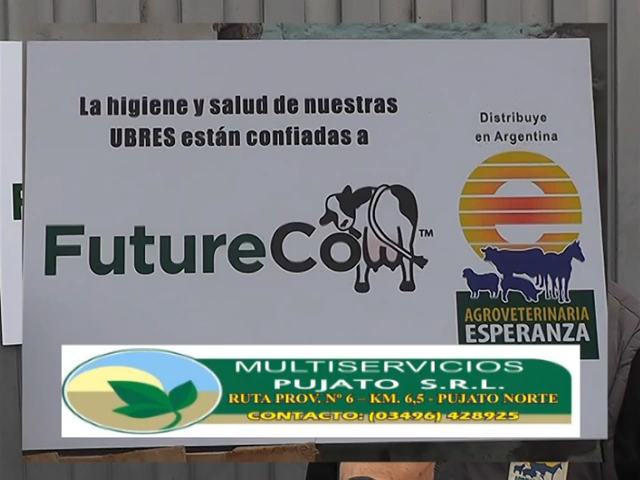 La higiene y salud de nuestras
UBRES están confiadas a
FutureCow™
Distribuye
en Argentina
AGROVETERINARIA
ESPERANZA
MULTISERVICIOS
PUJATO S.R.L.
RUTA PROV. Nº 6 – KM. 6,5 - PUJATO NORTE
CONTACTO: (03496) 428925